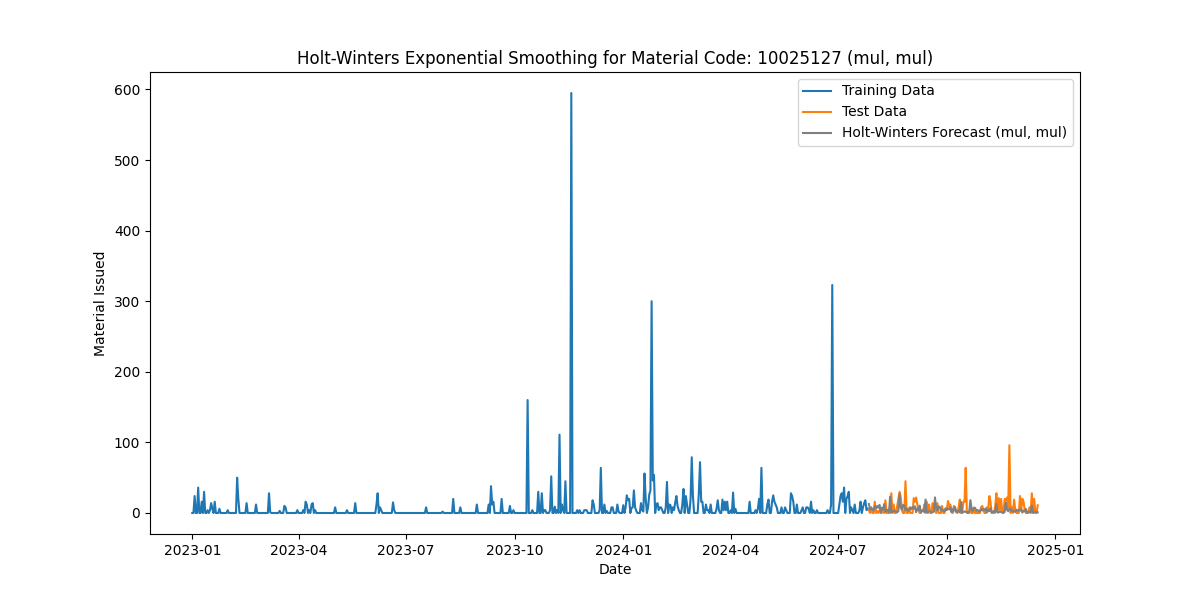 Holt-Winters Exponential Smoothing for Material Code: 10025127 (mul, mul)
Training Data
Test Data
Holt-Winters Forecast (mul, mul)
600
500
400
300
200
100
0
Material Issued
2023-01 2023-04 2023-07 2023-10 2024-01 2024-04 2024-07 2024-10 2025-01
Date